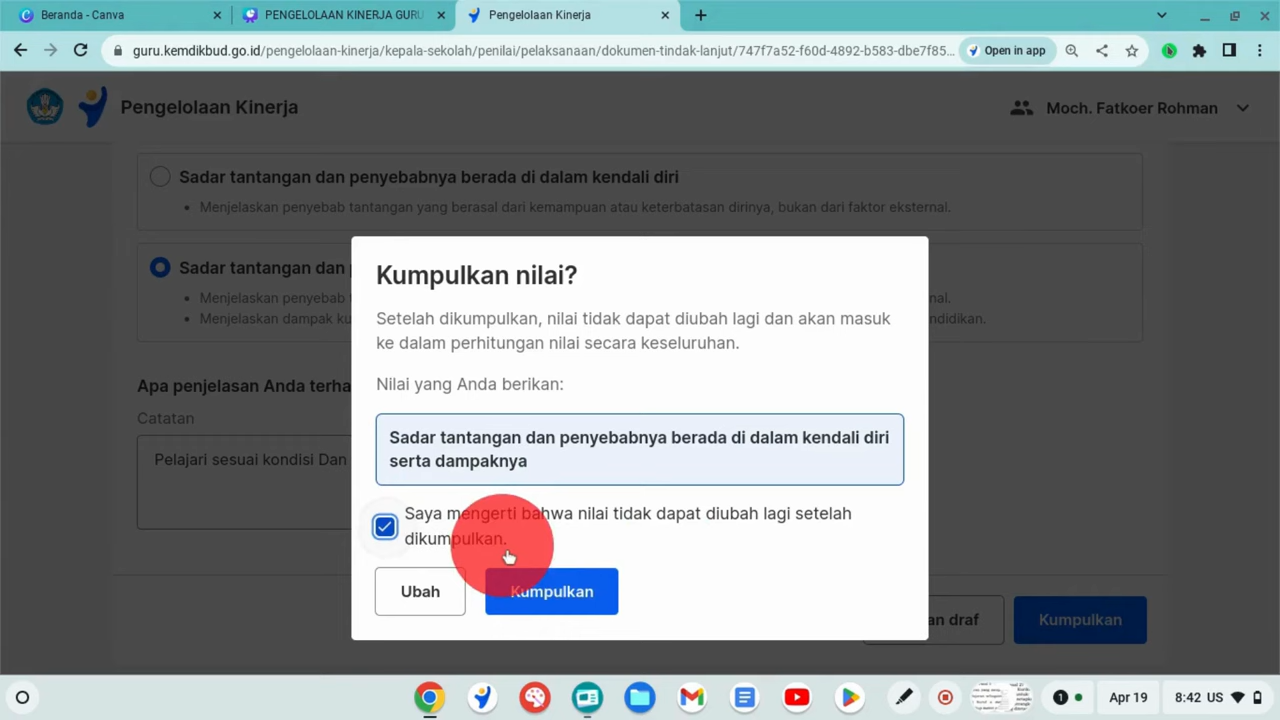 Beranda - Canva
PENGELOLAAN KINERJA GURU
Pengelolaan Kinerja
guru.kemdikbud.go.id/pengelolaan-kinerja/kepala-sekolah/penilai/pelaksanaan/dokumen-tindak-lanjut/747f7a52-f60d-4892-b583-dbe7f85...
Open in app
Pengelolaan Kinerja
Moch. Fatkoer Rohman
Sadar tantangan dan penyebabnya berada di dalam kendali diri
Menjelaskan penyebab tantangan yang berasal dari kemampuan atau keterbatasan dirinya, bukan dari faktor eksternal.
Sadar tantangan dan
Menjelaskan penyebab
nal.
Menjelaskan dampak
ndidikan.
Apa penjelasan Anda terha
Catatan
Pelajari sesuai kondisi Dan
Kumpulkan nilai?
Setelah dikumpulkan, nilai tidak dapat diubah lagi dan akan masuk
ke dalam perhitungan nilai secara keseluruhan.
Nilai yang Anda berikan:
Sadar tantangan dan penyebabnya berada di dalam kendali diri
serta dampaknya
Saya mengerti bahwa nilai tidak dapat diubah lagi setelah
dikumpulkan.
Ubah
Kumpulkan
an draf
Kumpulkan
1
Apr 19
8:42 US